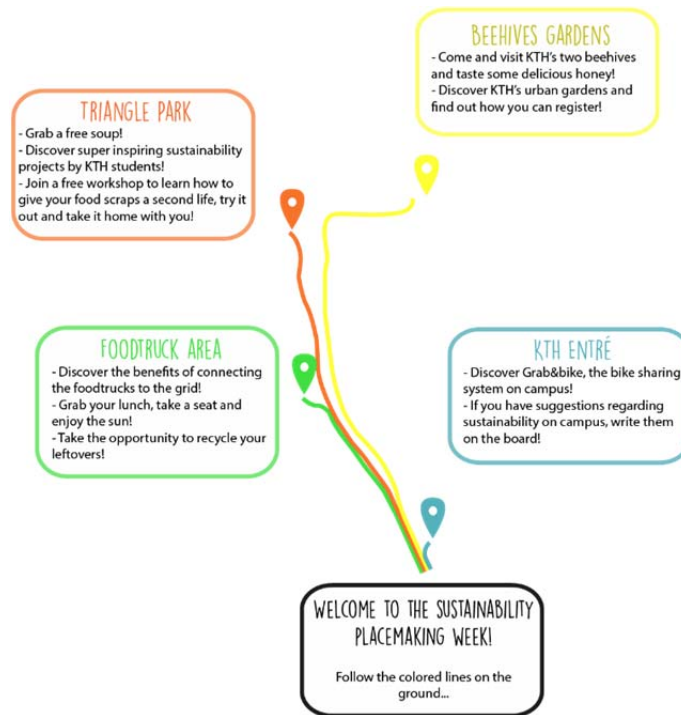 BEEHIVES GARDENS
- Come and visit KTH's two beehives
and taste some delicious honey!
- Discover KTH's urban gardens and
find out how you can register!
TRIANGLE PARK
- Grab a free soup!
- Discover super inspiring sustainability
projects by KTH students!
- Join a free workshop to learn how to
give your food scraps a second life, try it
out and take it home with you!
FOODTRUCK AREA
- Discover the benefits of connecting
the foodtrucks to the grid!
- Grab your lunch, take a seat and
enjoy the sun!
- Take the opportunity to recycle your
leftovers!
KTH ENTRÉ
- Discover Grab&bike, the bike sharing
system on campus!
- If you have suggestions regarding
sustainability on campus, write them
on the board!
WELCOME TO THE SUSTAINABILITY
PLACEMAKING WEEK!
Follow the colored lines on the
ground...